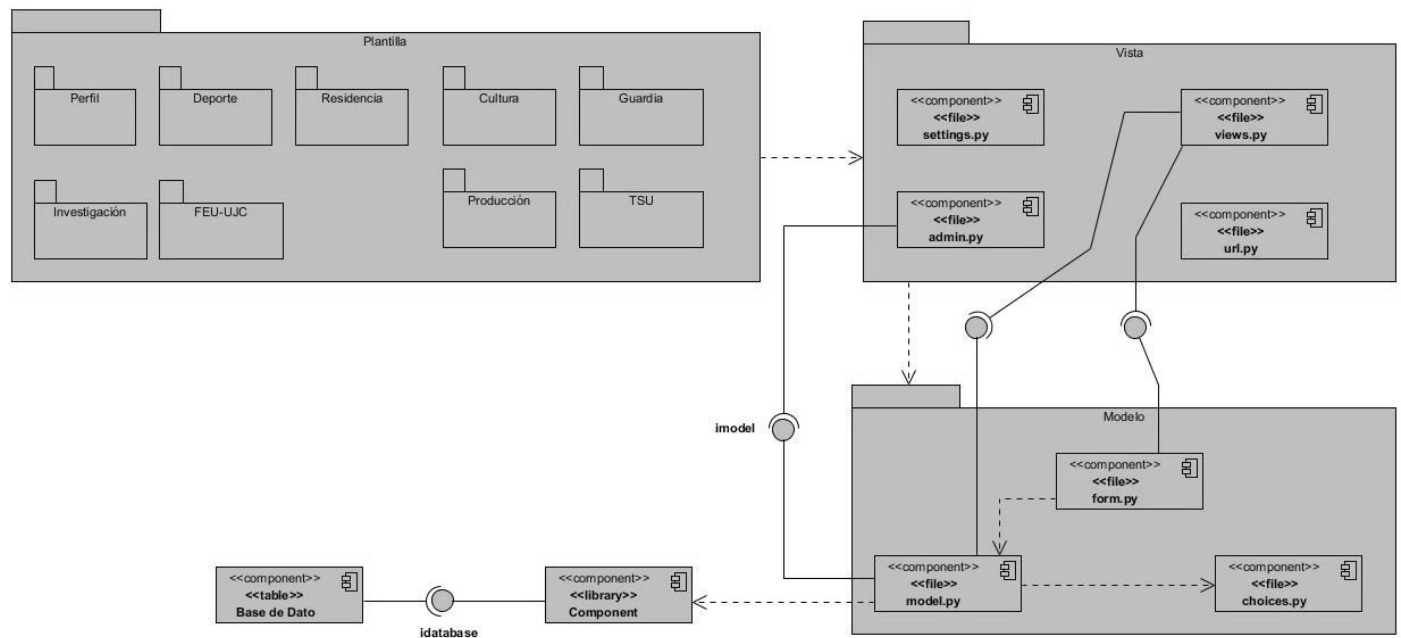 Plantilla
Perfil
Deporte
Residencia
Cultura
Guardia
Investigación
FEU-UJC
Producción
TSU
Vista
<<component>>
<<file>>
settings.py
<<component>>
<<file>>
views.py
<<component>>
<<file>>
admin.py
<<component>>
<<file>>
url.py
imodel
Modelo
<<component>>
<<file>>
form.py
<<component>>
<<file>>
model.py
<<component>>
<<file>>
choices.py
<<component>>
<<table>>
Base de Dato
idatabase
<<component>>
<<library>>
Component